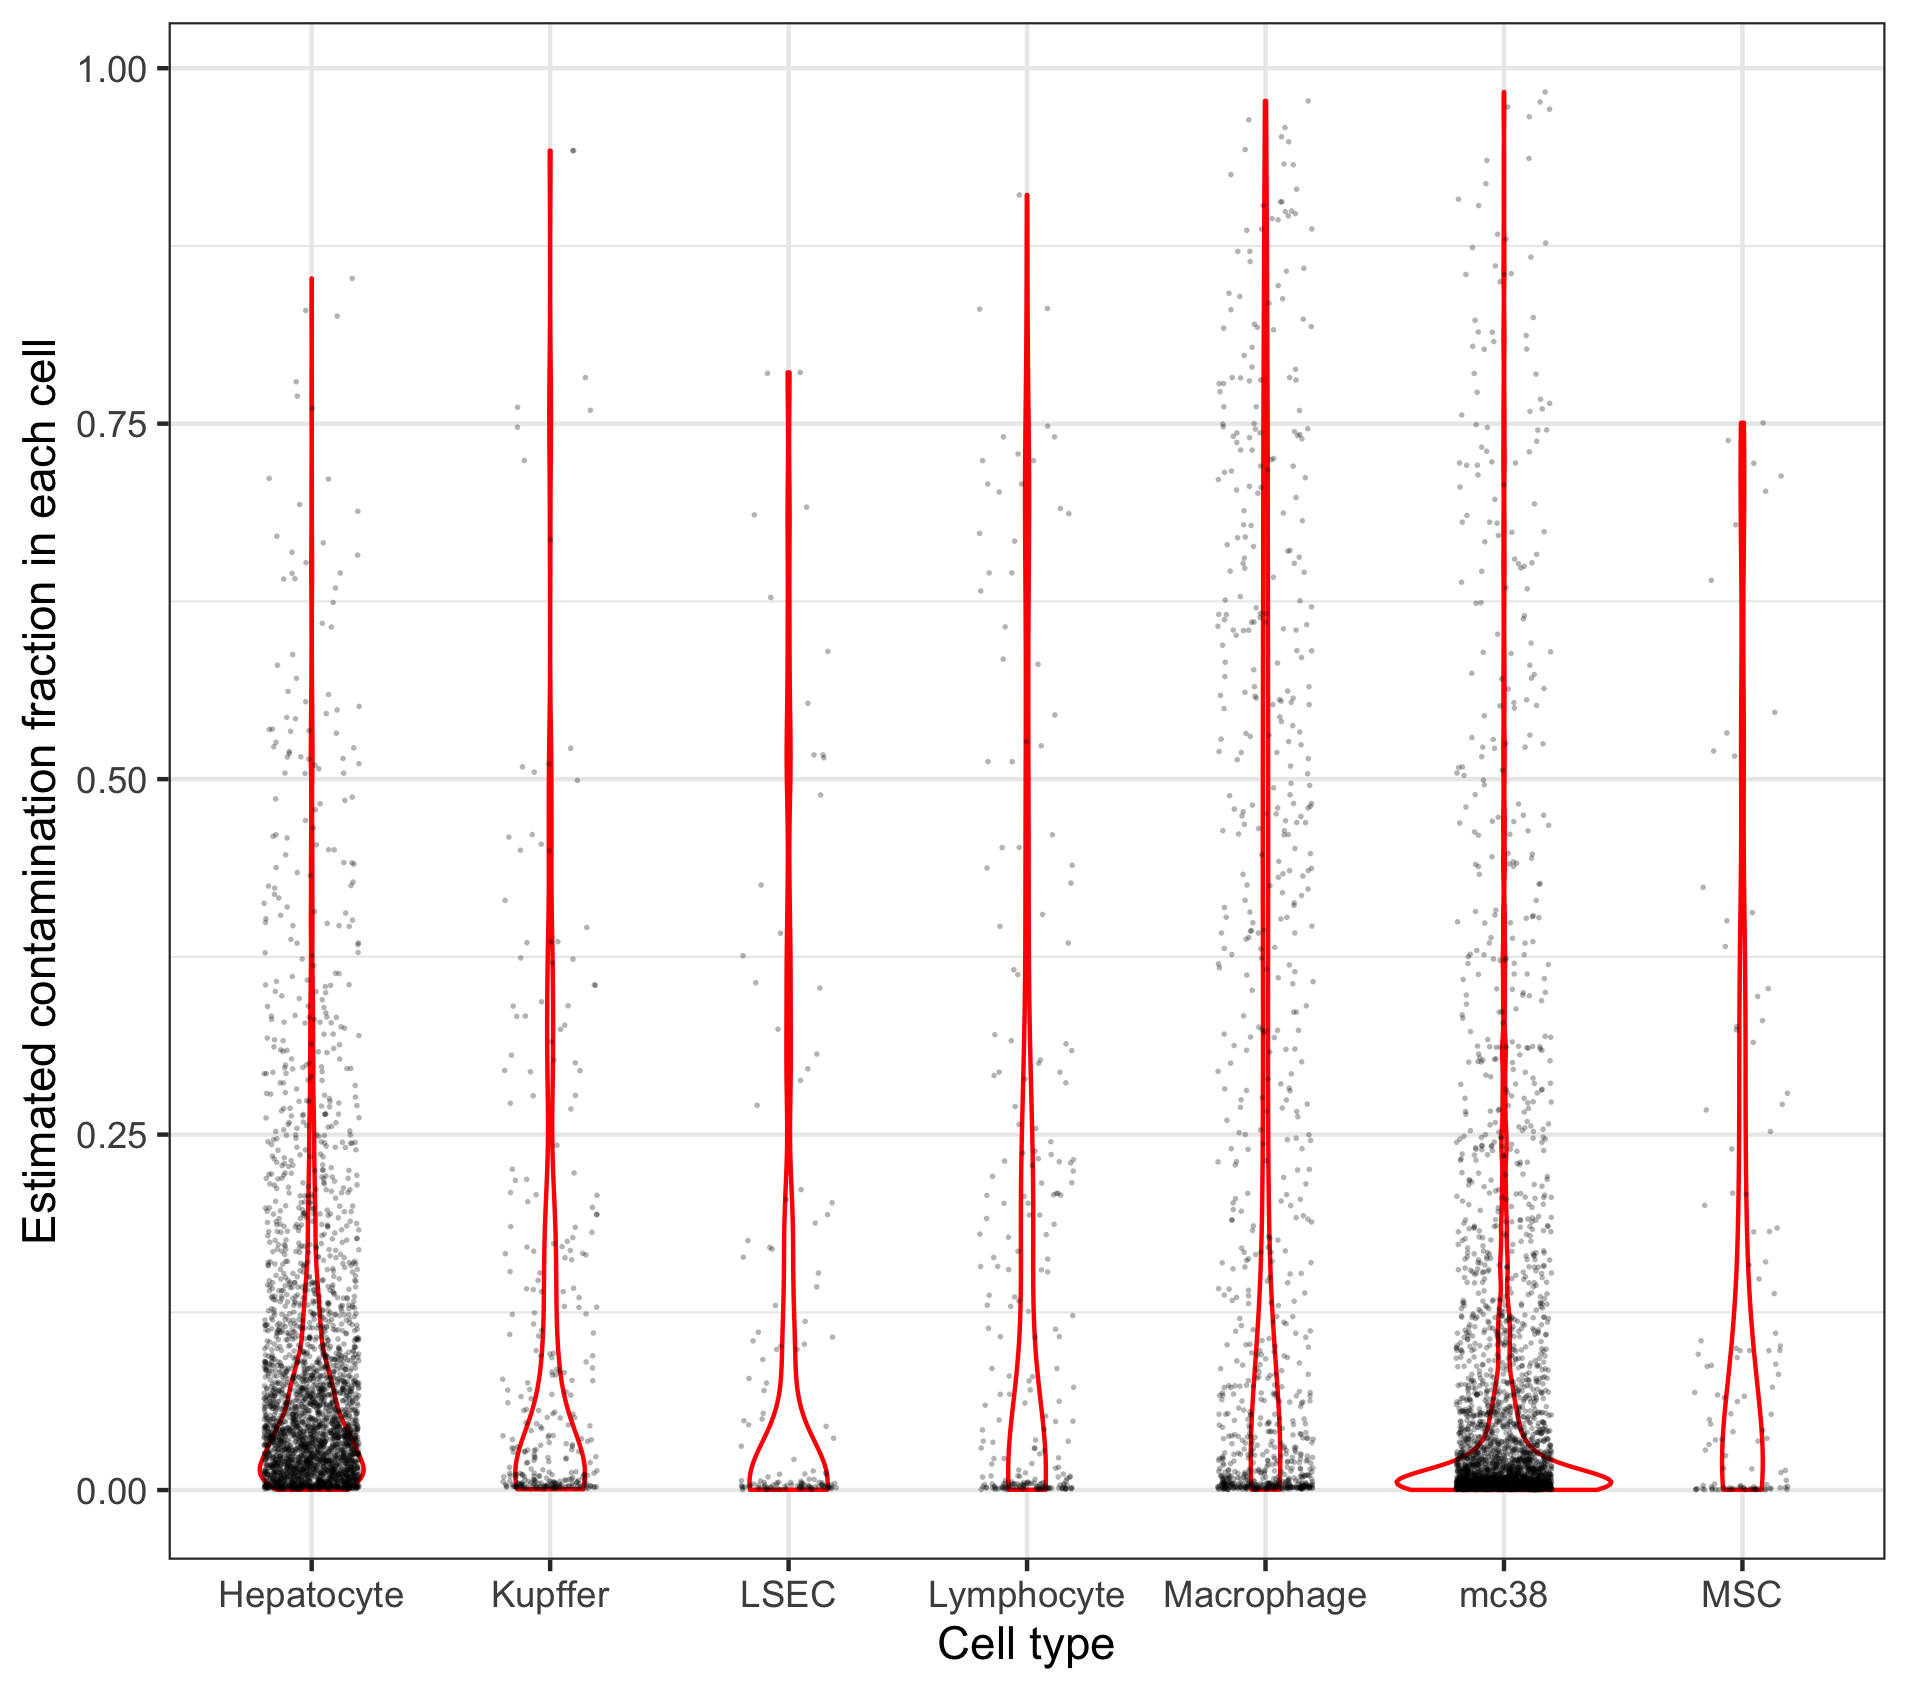 Estimated contamination fraction in each cell
1.00
0.75
0.50
0.25
0.00
Hepatocyte Kupffer LSEC Lymphocyte Macrophage mc38 MSC
Cell type